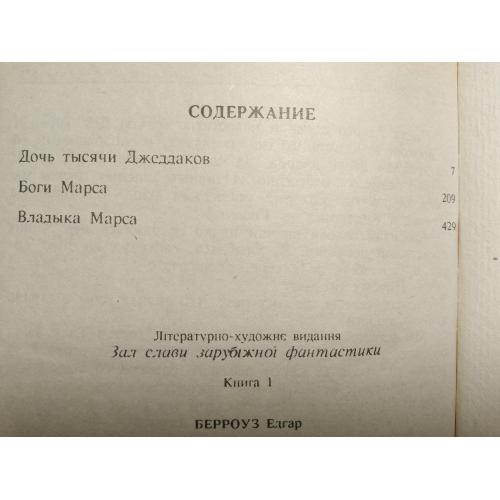 СОДЕРЖАНИЕ
Дочь тысячи Джеддаков 7
Боги Марса 209
Владыка Марса 429
Літературно-художнє видання
Зал слави зарубіжної фантастики
Книга 1
БЕРРОУЗ Едгар